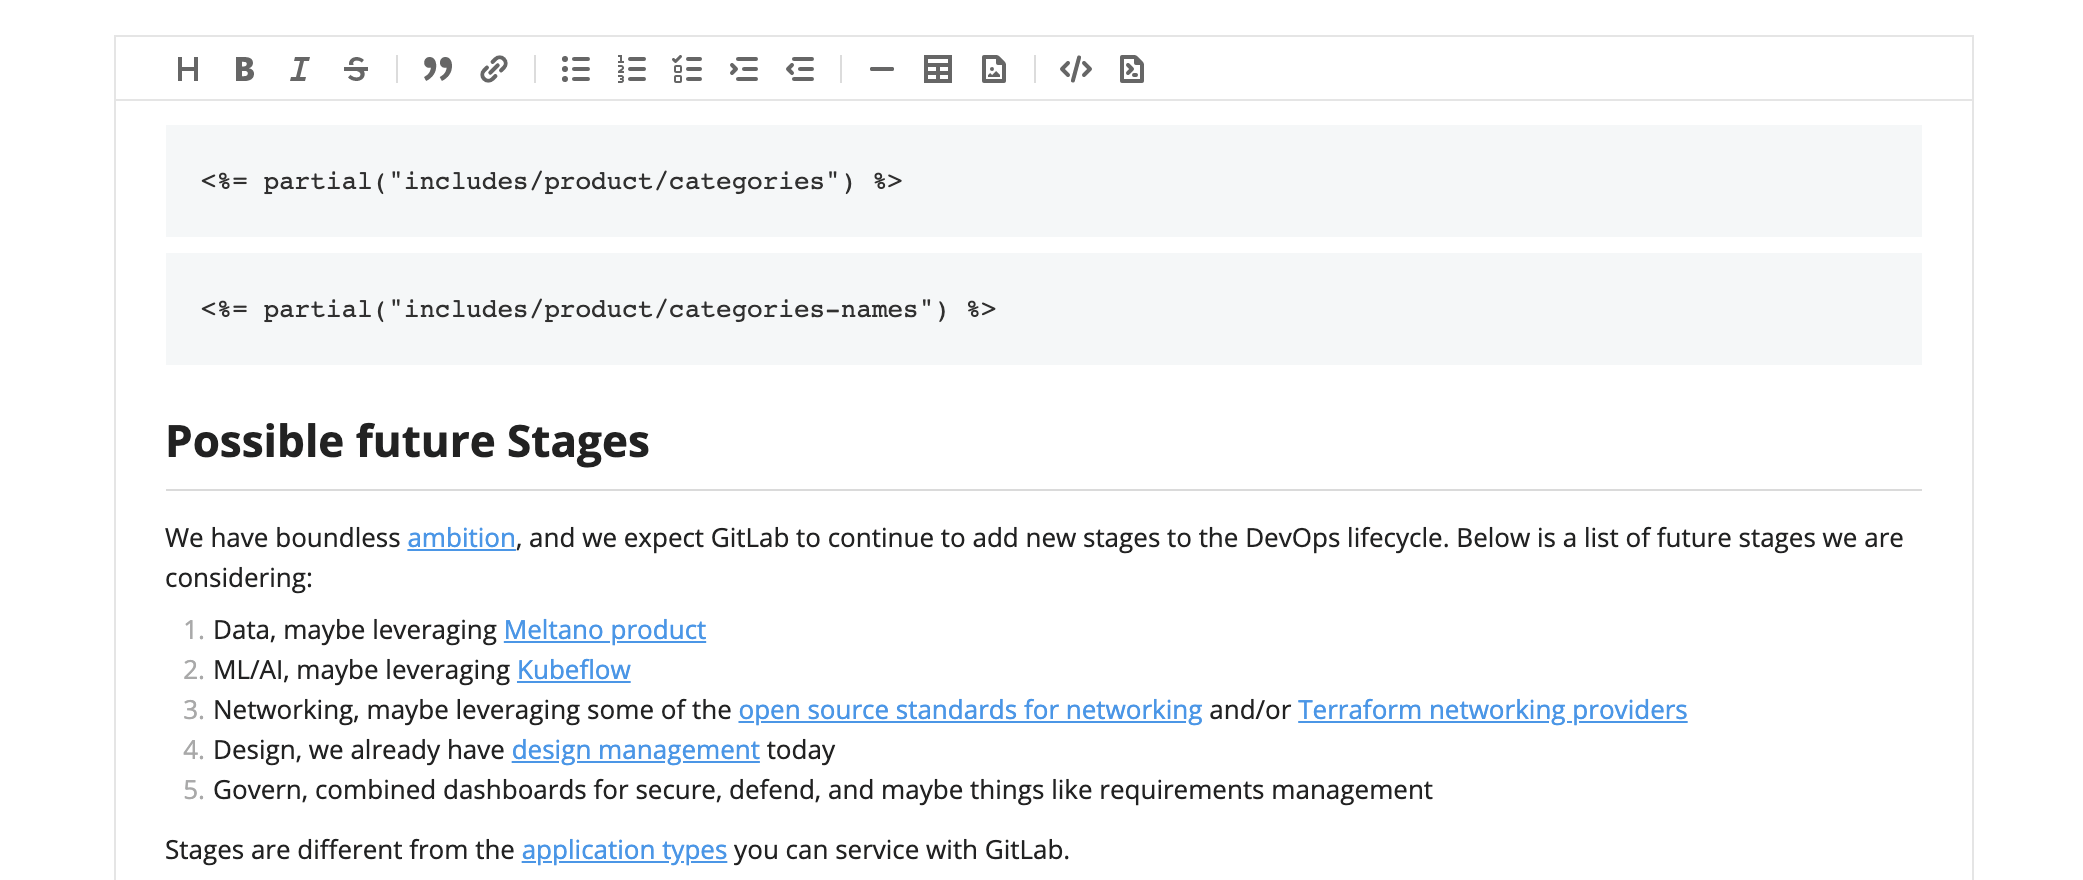 H B I S
<%= partial("includes/product/categories") %>
<%= partial("includes/product/categories-names") %>
Possible future Stages
We have boundless ambition, and we expect GitLab to continue to add new stages to the DevOps lifecycle. Below is a list of future stages we are
considering:
1. Data, maybe leveraging Meltano product
2. ML/AI, maybe leveraging Kubeflow
3. Networking, maybe leveraging some of the open source standards for networking and/or Terraform networking providers
4. Design, we already have design management today
5. Govern, combined dashboards for secure, defend, and maybe things like requirements management
Stages are different from the application types you can service with GitLab.